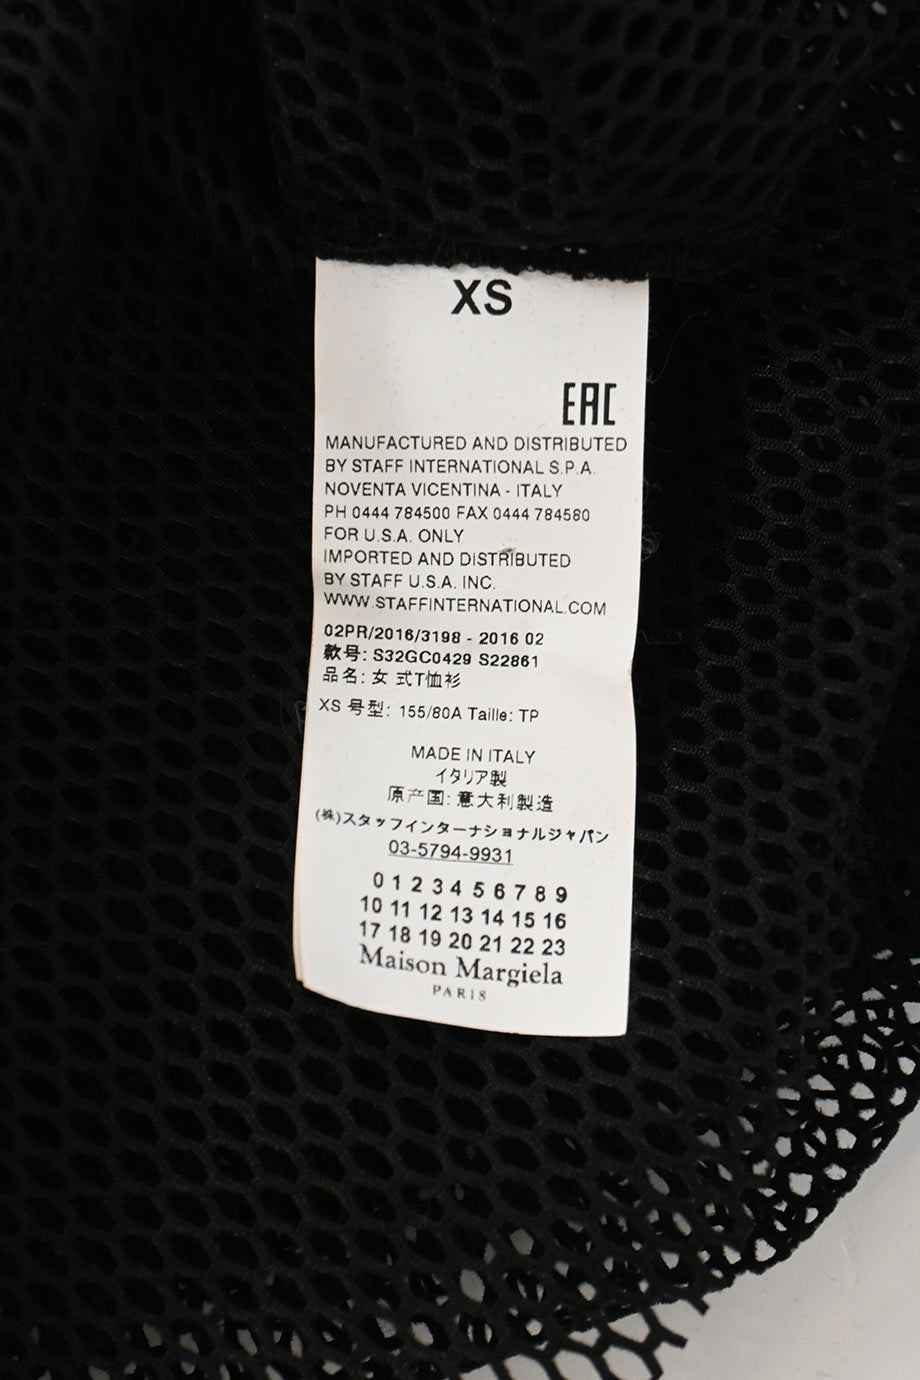 XS
EAC
MANUFACTURED AND DISTRIBUTED
BY STAFF INTERNATIONAL S.P.A.
NOVENTA VICENTINA - ITALY
PH 0444 784500 FAX 0444 784580
FOR U.S.A. ONLY
IMPORTED AND DISTRIBUTED
BY STAFF U.S.A. INC.
WWW.STAFFINTERNATIONAL.COM
02PR/2016/3198 - 2016 02
款号: S32GC0429 S22861
品名: 女 式T恤衫
XS 号型: 155/80A Taille: TP
MADE IN ITALY
イタリア製
原产国: 意大利製造
(株)スタッフインターナショナルジャパン
03-5794-9931
0 1 2 3 4 5 6 7 8 9
10 11 12 13 14 15 16
17 18 19 20 21 22 23
Maison Margiela
PARIS